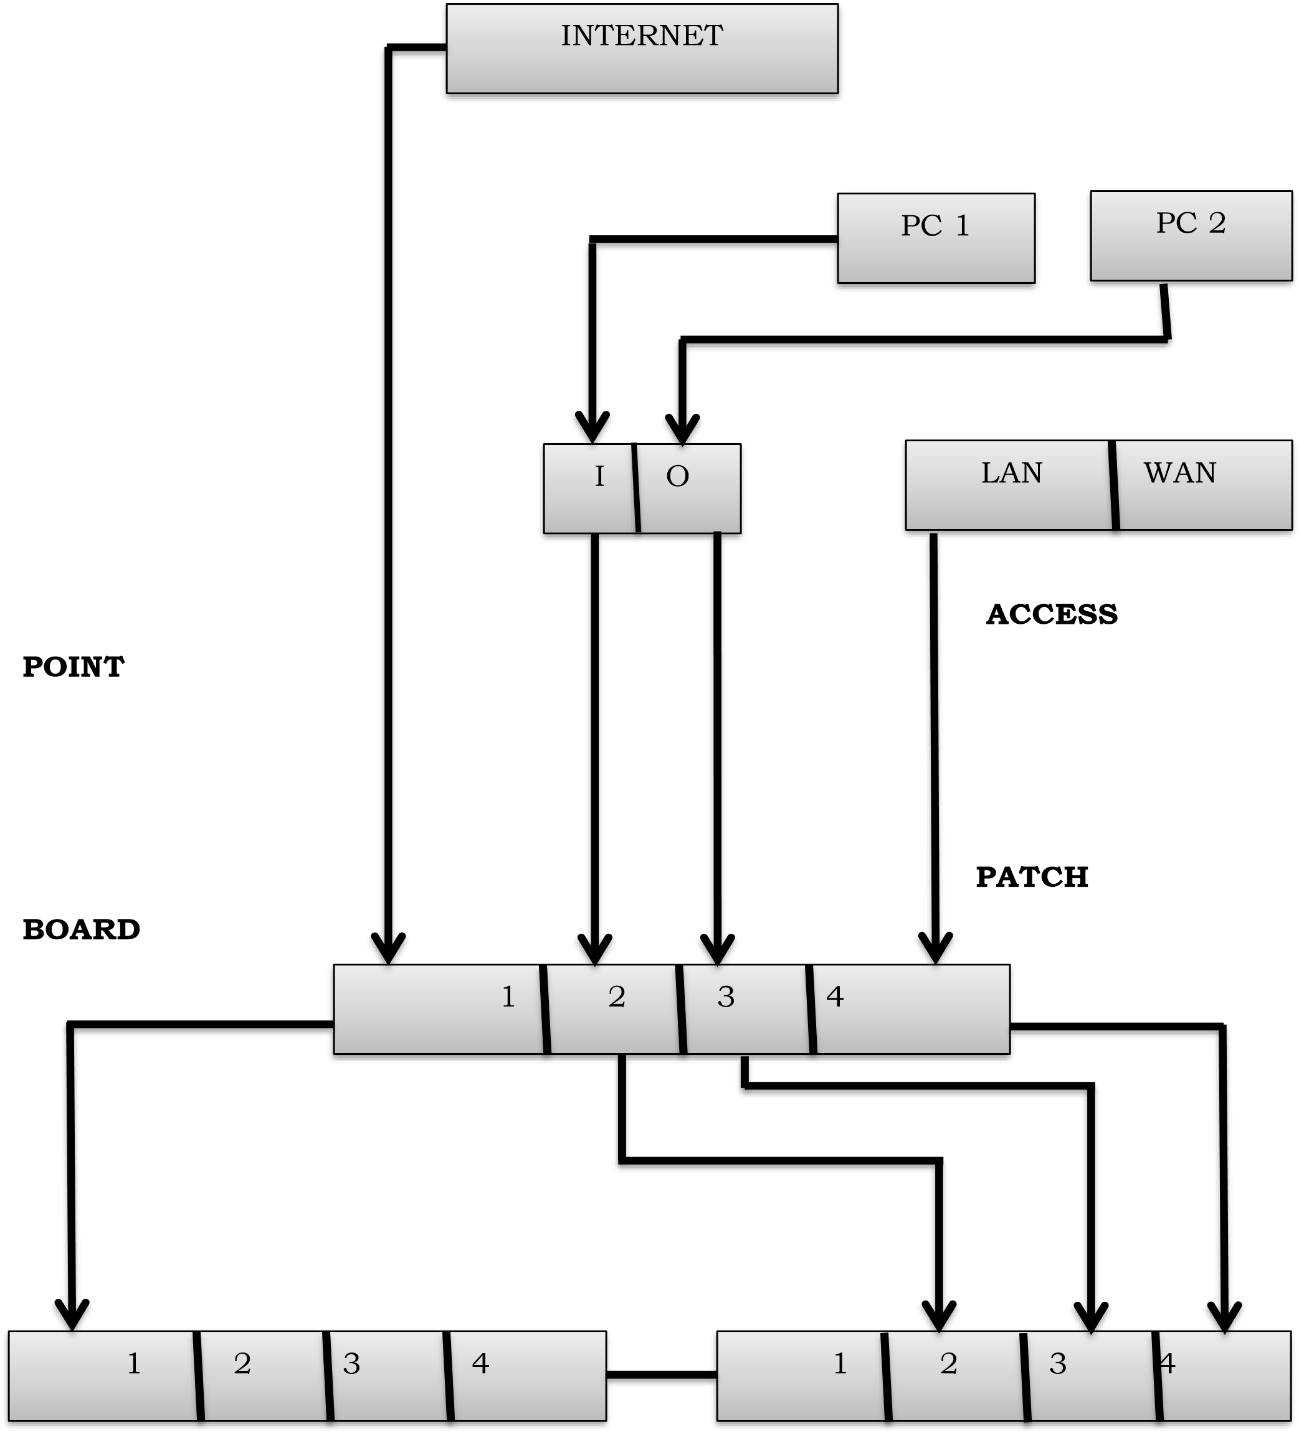 INTERNET
PC 1 PC 2
I O LAN WAN
ACCESS
POINT
PATCH
BOARD
1 2 3 4
1 2 3 4 1 2 3 4